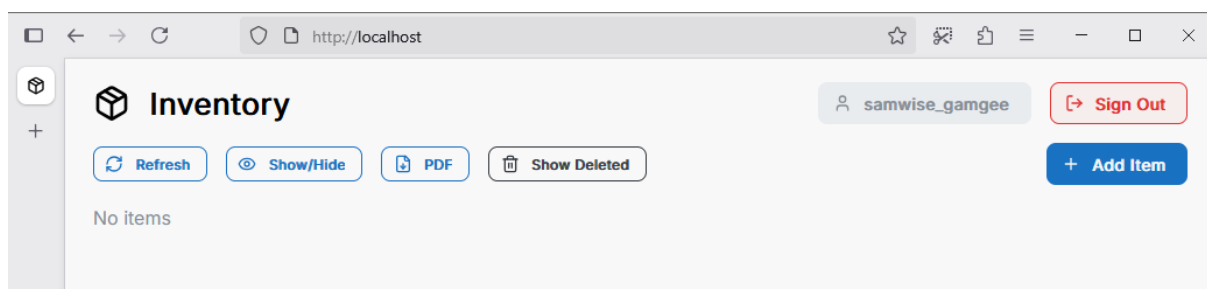 http://localhost
Inventory
samwise_gamgee
Sign Out
Refresh
Show/Hide
PDF
Show Deleted
+ Add Item
No items